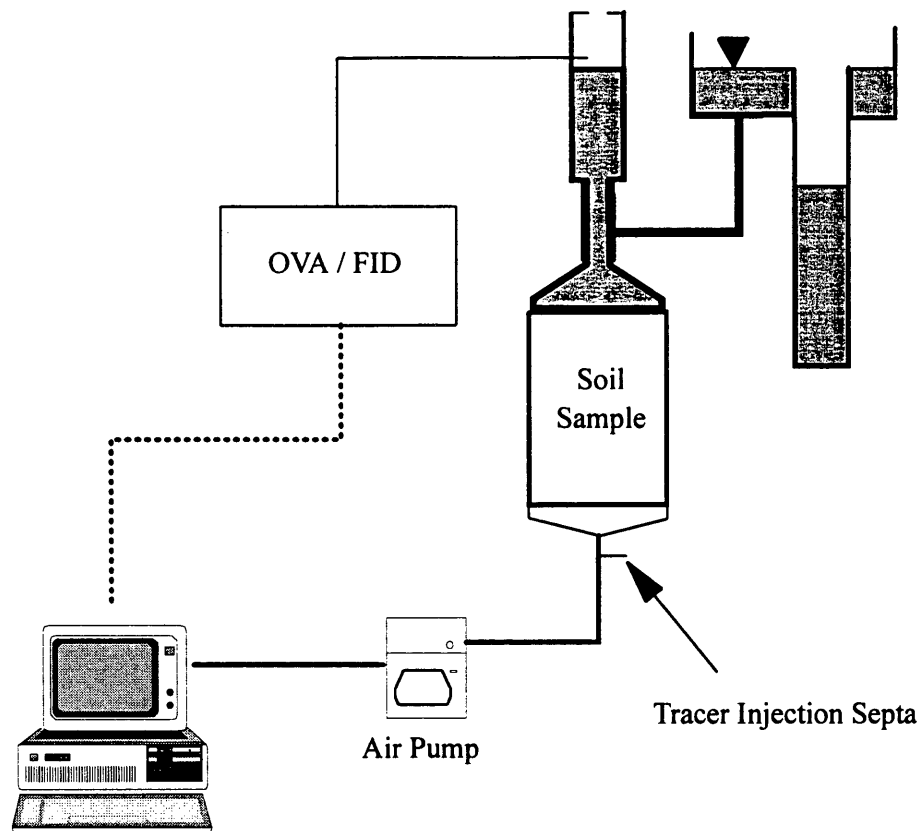 OVA / FID
Soil
Sample
Air Pump
Tracer Injection Septa